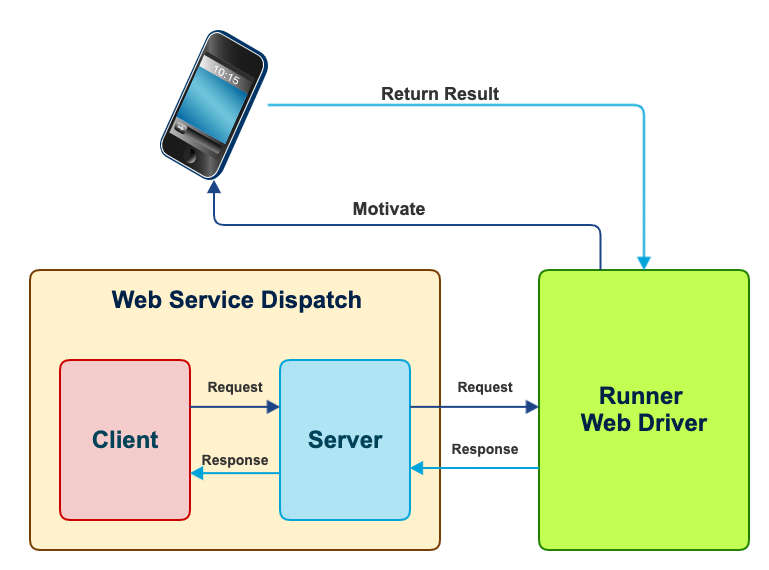 10:15
Return Result
Motivate
Web Service Dispatch
Request
Request
Client
Server
Runner
Web Driver
Response
Response